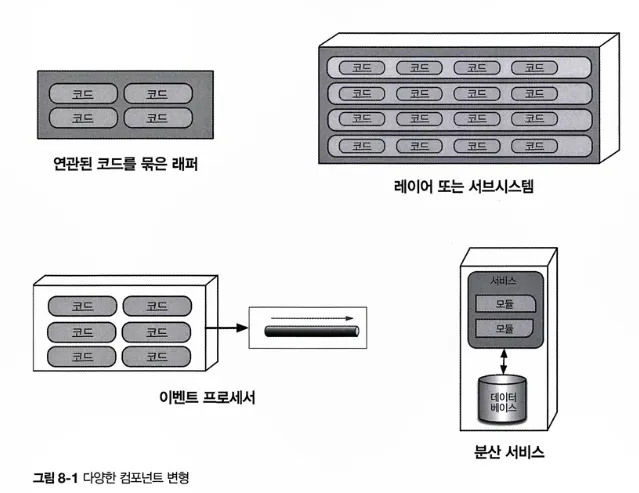 코드 코드
코드 코드
연관된 코드를 묶은 래퍼
코드 코드 코드 코드
코드 코드 코드 코드
코드 코드 코드 코드
코드 코드 코드 코드
레이어 또는 서브시스템
코드 코드
코드 코드
코드 코드
이벤트 프로세서
서비스
모듈
모듈
데이터
베이스
분산 서비스
그림 8-1 다양한 컴포넌트 변형